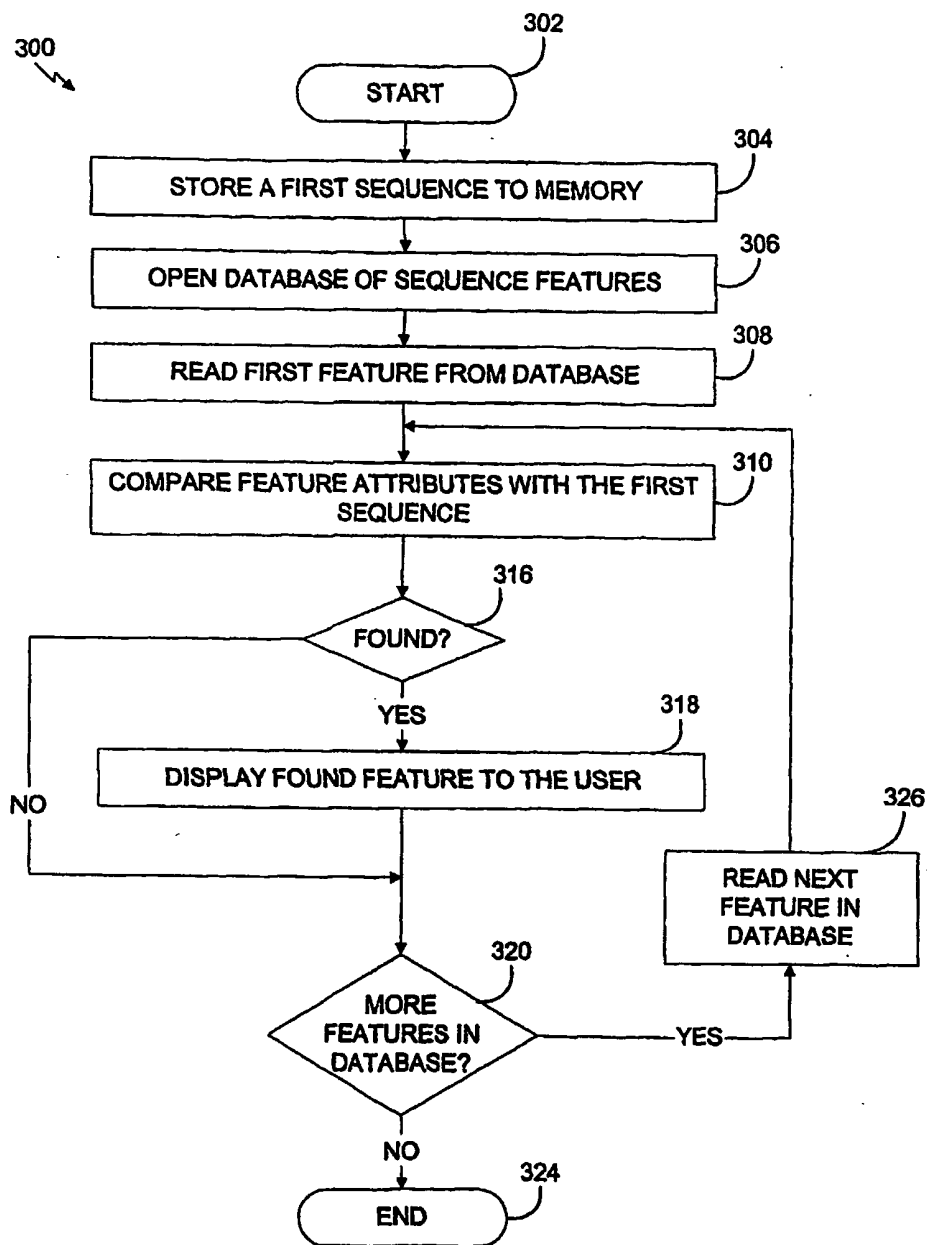 300
302
START
304
STORE A FIRST SEQUENCE TO MEMORY
306
OPEN DATABASE OF SEQUENCE FEATURES
308
READ FIRST FEATURE FROM DATABASE
310
COMPARE FEATURE ATTRIBUTES WITH THE FIRST
SEQUENCE
316
FOUND?
YES
318
DISPLAY FOUND FEATURE TO THE USER
NO
326
READ NEXT
FEATURE IN
DATABASE
320
MORE
FEATURES IN
DATABASE?
YES
NO
324
END